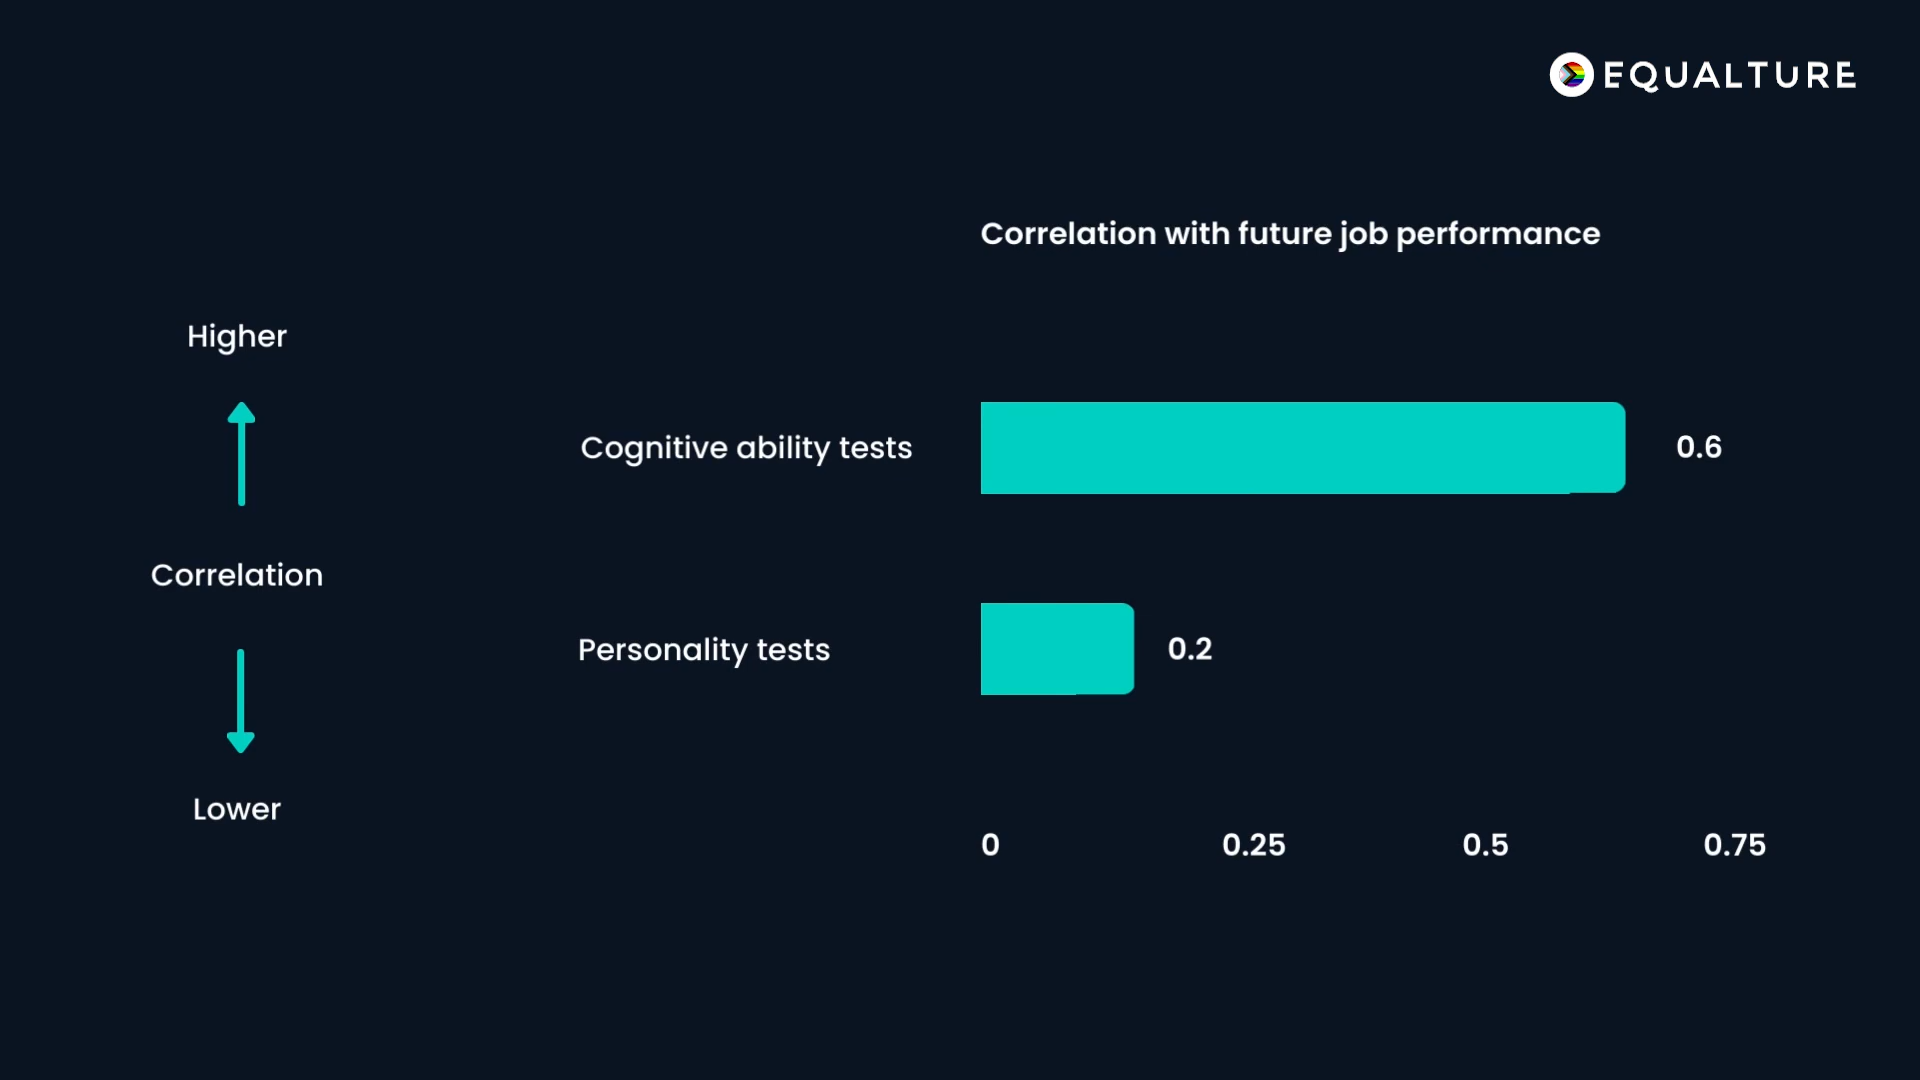 EQUALTURE
Correlation with future job performance
Higher
Cognitive ability tests
0.6
Correlation
Personality tests
0.2
Lower
0
0.25
0.5
0.75